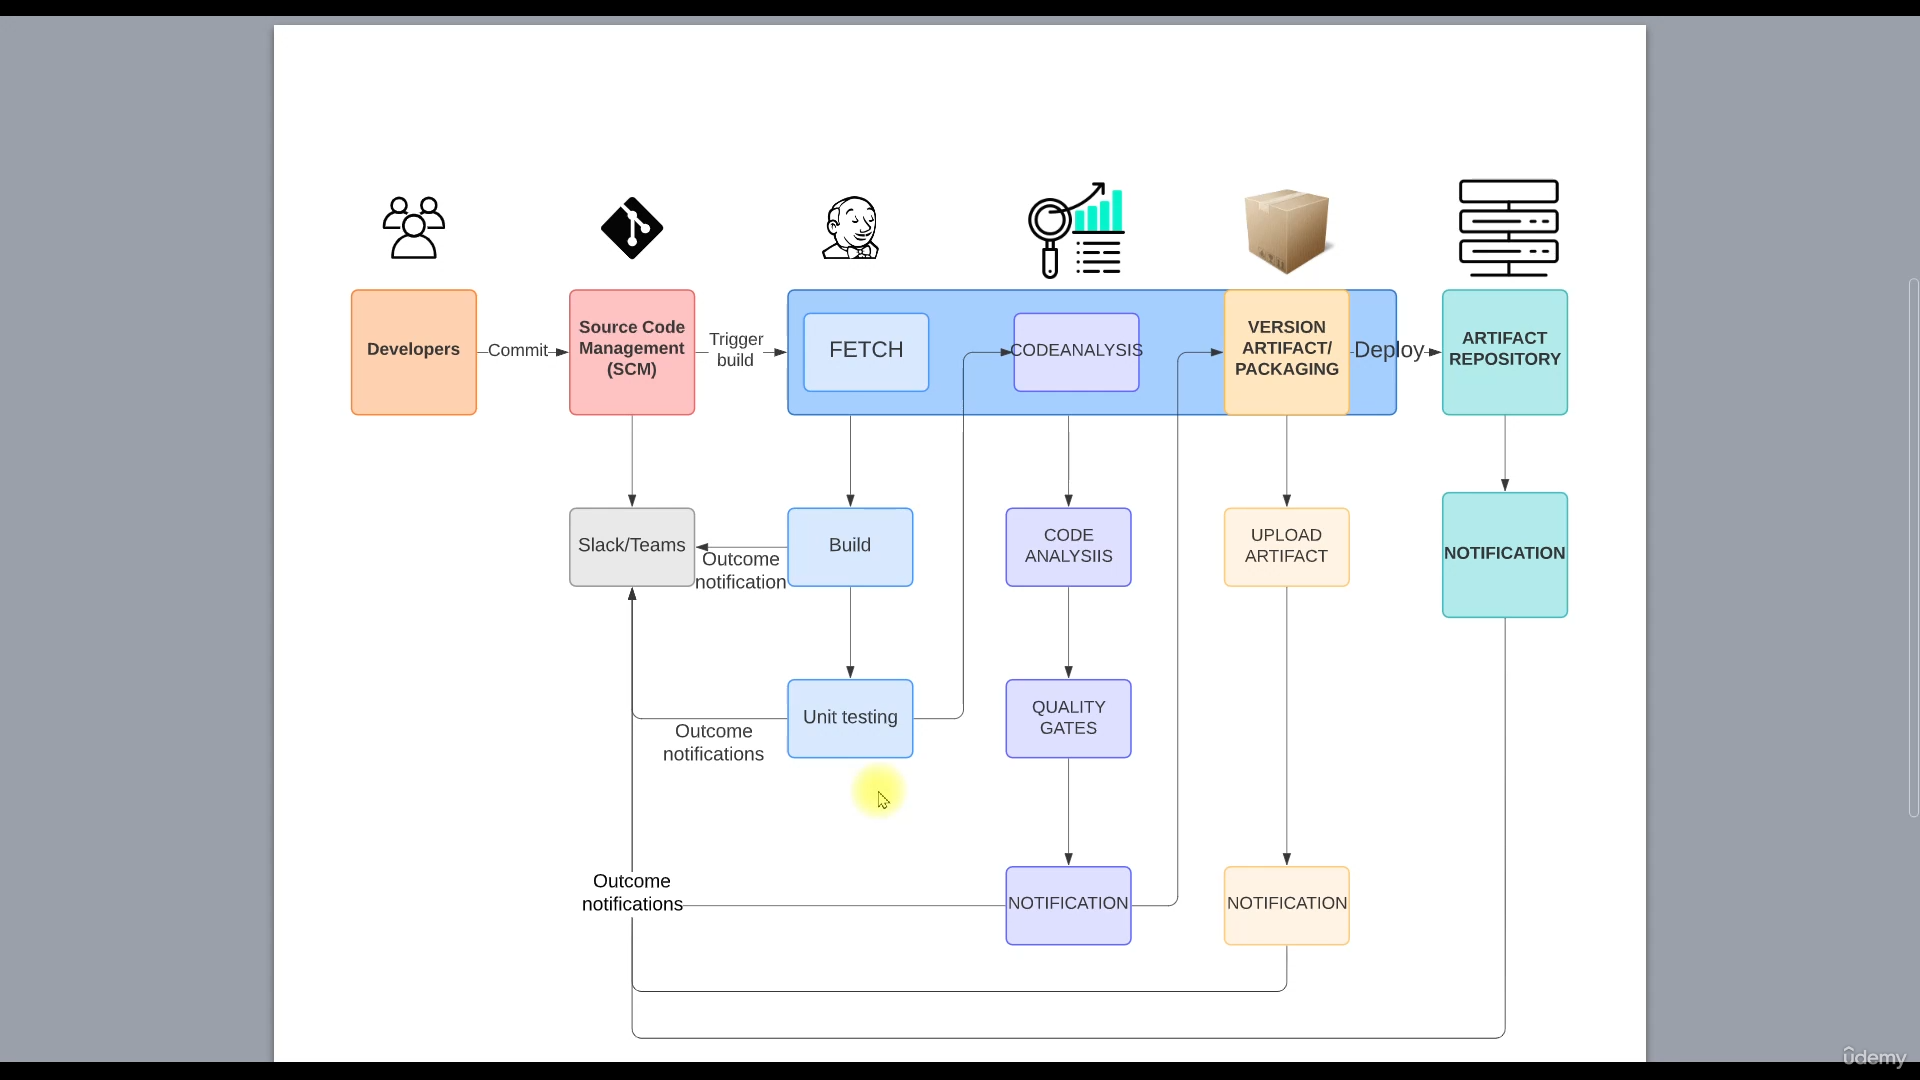 Developers
Commit
Source Code
Management
(SCM)
Trigger
build
FETCH
CODEANALYSIS
VERSION
ARTIFACT/
PACKAGING
Deploy
ARTIFACT
REPOSITORY
Slack/Teams
Outcome
notification
Build
CODE
ANALYSIIS
UPLOAD
ARTIFACT
NOTIFICATION
Outcome
notifications
Unit testing
QUALITY
GATES
Outcome
notifications
NOTIFICATION
NOTIFICATION
ûdemy